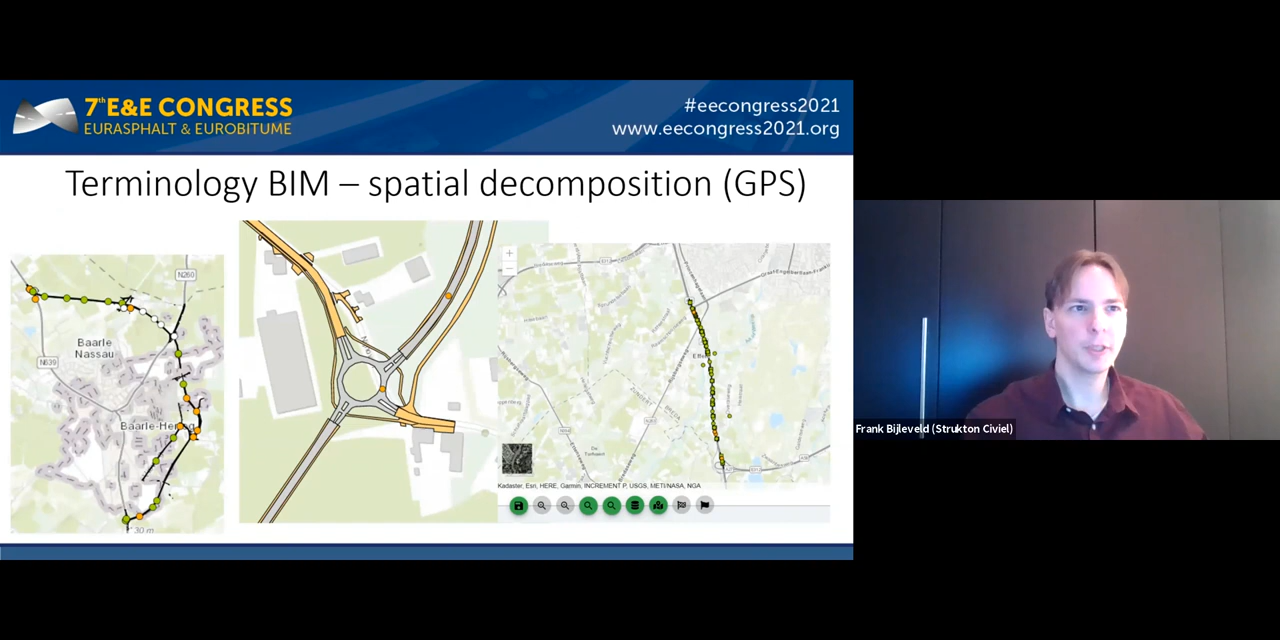 7th E&E CONGRESS
EURASPHALT & EUROBITUME
#eecongress2021
www.eecongress2021.org
Terminology BIM – spatial decomposition (GPS)
N260
Baarle
Nassau
N639
Baarle-Hertog
30 m
Kadaster, Esri, HERE, Garmin, INCREMENT P, USGS, METI/NASA, NGA
Frank Bijleveld (Strukton Civiel)